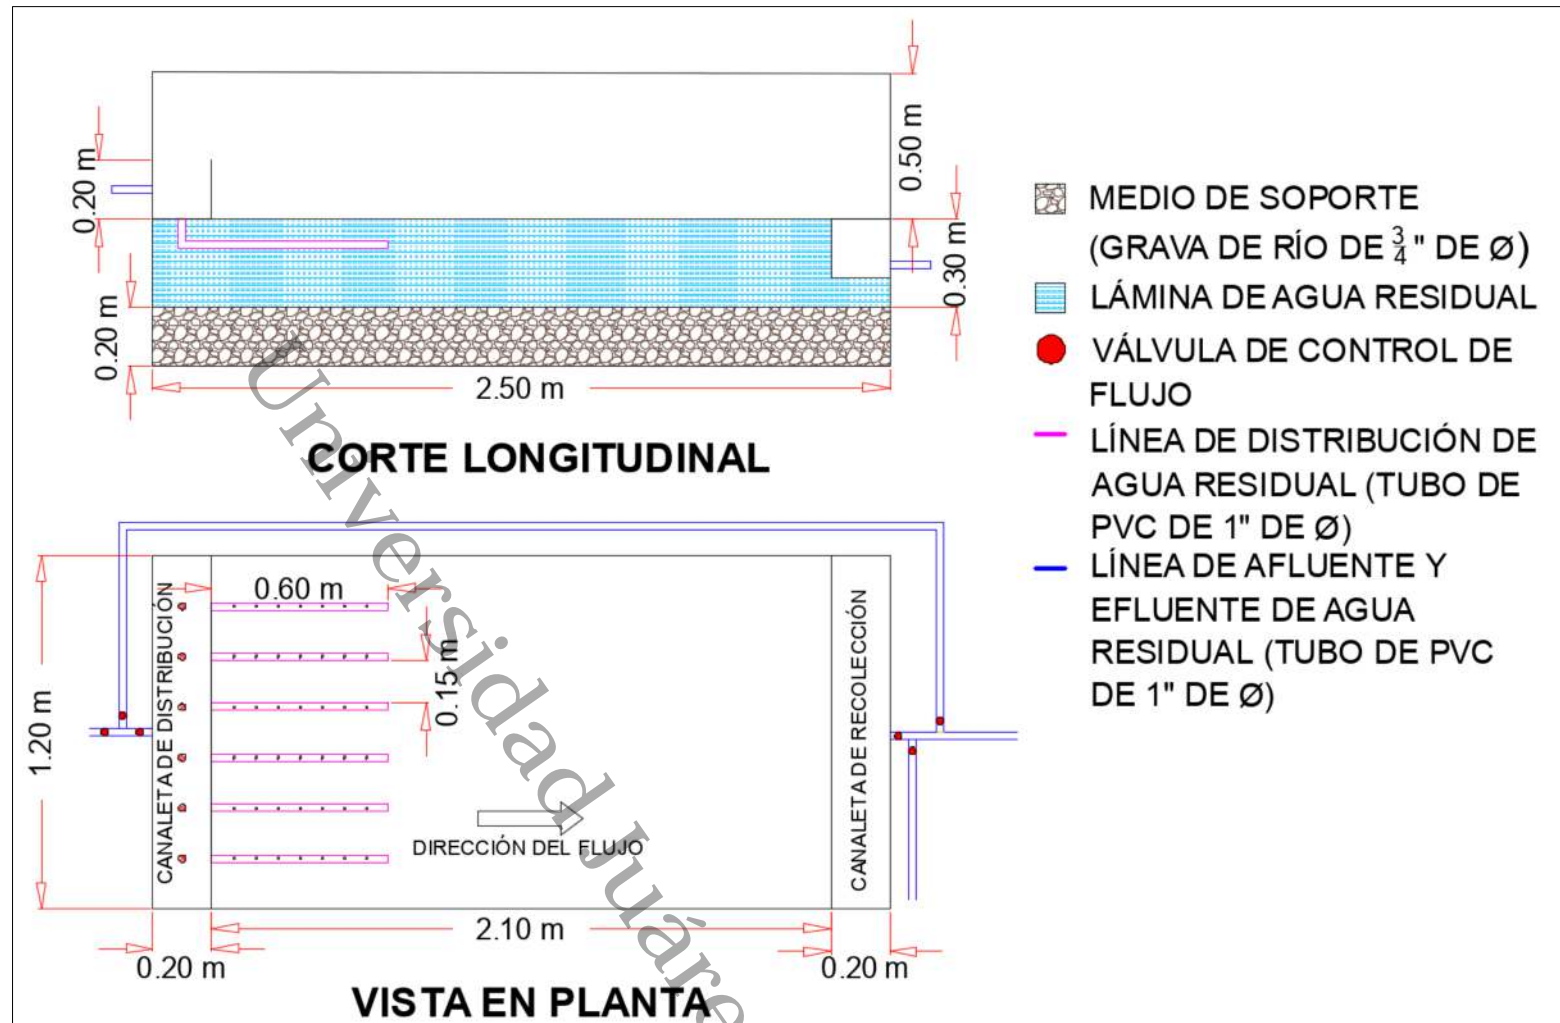 0.20 m
0.50 m
0.30 m
0.20 m
2.50 m
CORTE LONGITUDINAL
MEDIO DE SOPORTE
(GRAVA DE RÍO DE 3/4 " DE Ø)
LÁMINA DE AGUA RESIDUAL
VÁLVULA DE CONTROL DE
FLUJO
LÍNEA DE DISTRIBUCIÓN DE
AGUA RESIDUAL (TUBO DE
PVC DE 1" DE Ø)
LÍNEA DE AFLUENTE Y
EFLUENTE DE AGUA
RESIDUAL (TUBO DE PVC
DE 1" DE Ø)
1.20 m
CANALETA DE DISTRIBUCIÓN
0.60 m
0.15 m
DIRECCIÓN DEL FLUJO
CANALETA DE RECOLECCIÓN
2.10 m
0.20 m
0.20 m
VISTA EN PLANTA
Universidad Juáre